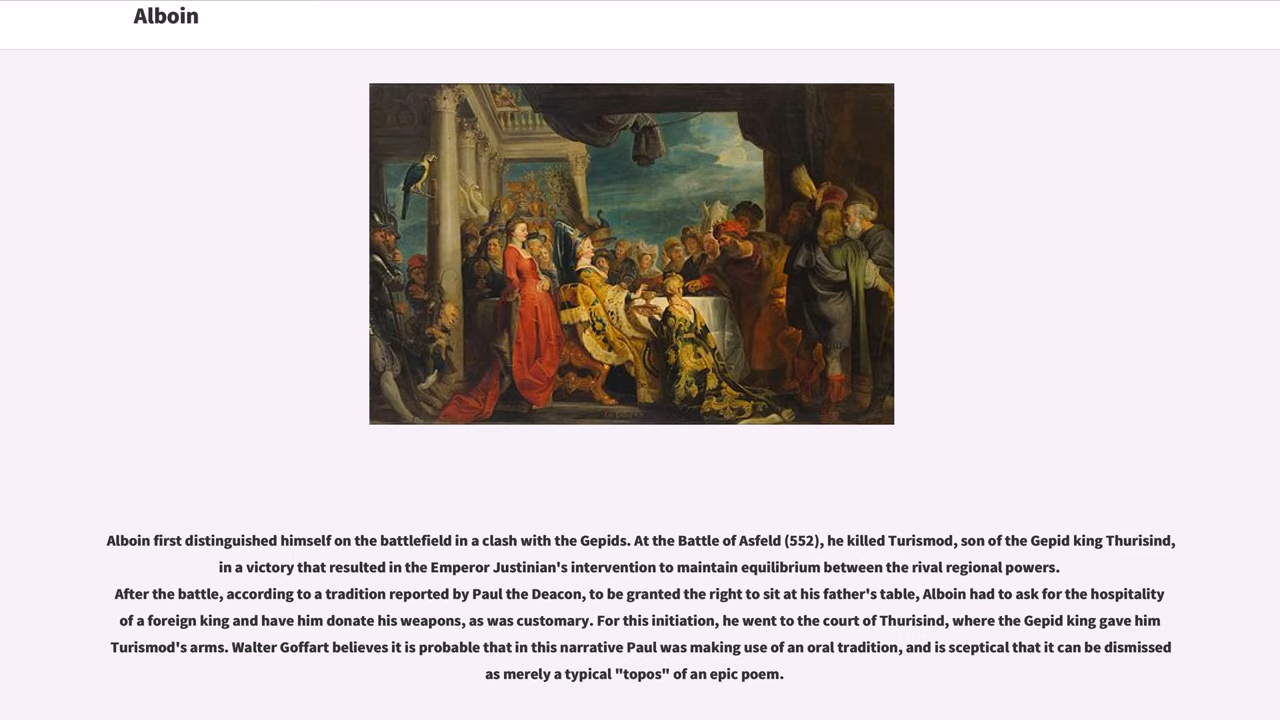 Alboin
Alboin first distinguished himself on the battlefield in a clash with the Gepids. At the Battle of Asfeld (552), he killed Turismod, son of the Gepid king Thurisind,
in a victory that resulted in the Emperor Justinian's intervention to maintain equilibrium between the rival regional powers.
After the battle, according to a tradition reported by Paul the Deacon, to be granted the right to sit at his father's table, Alboin had to ask for the hospitality
of a foreign king and have him donate his weapons, as was customary. For this initiation, he went to the court of Thurisind, where the Gepid king gave him
Turismod's arms. Walter Goffart believes it is probable that in this narrative Paul was making use of an oral tradition, and is sceptical that it can be dismissed
as merely a typical "topos" of an epic poem.